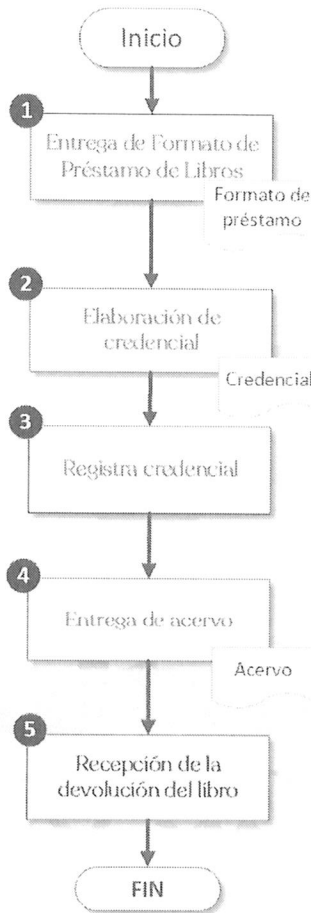 Inicio
1
Entrega de Formato de
Préstamo de Libros
Formato de
préstamo
2
Elaboración de
credencial
Credencial
3
Registra credencial
4
Entrega de acervo
Acervo
5
Recepción de la
devolución del libro
FIN